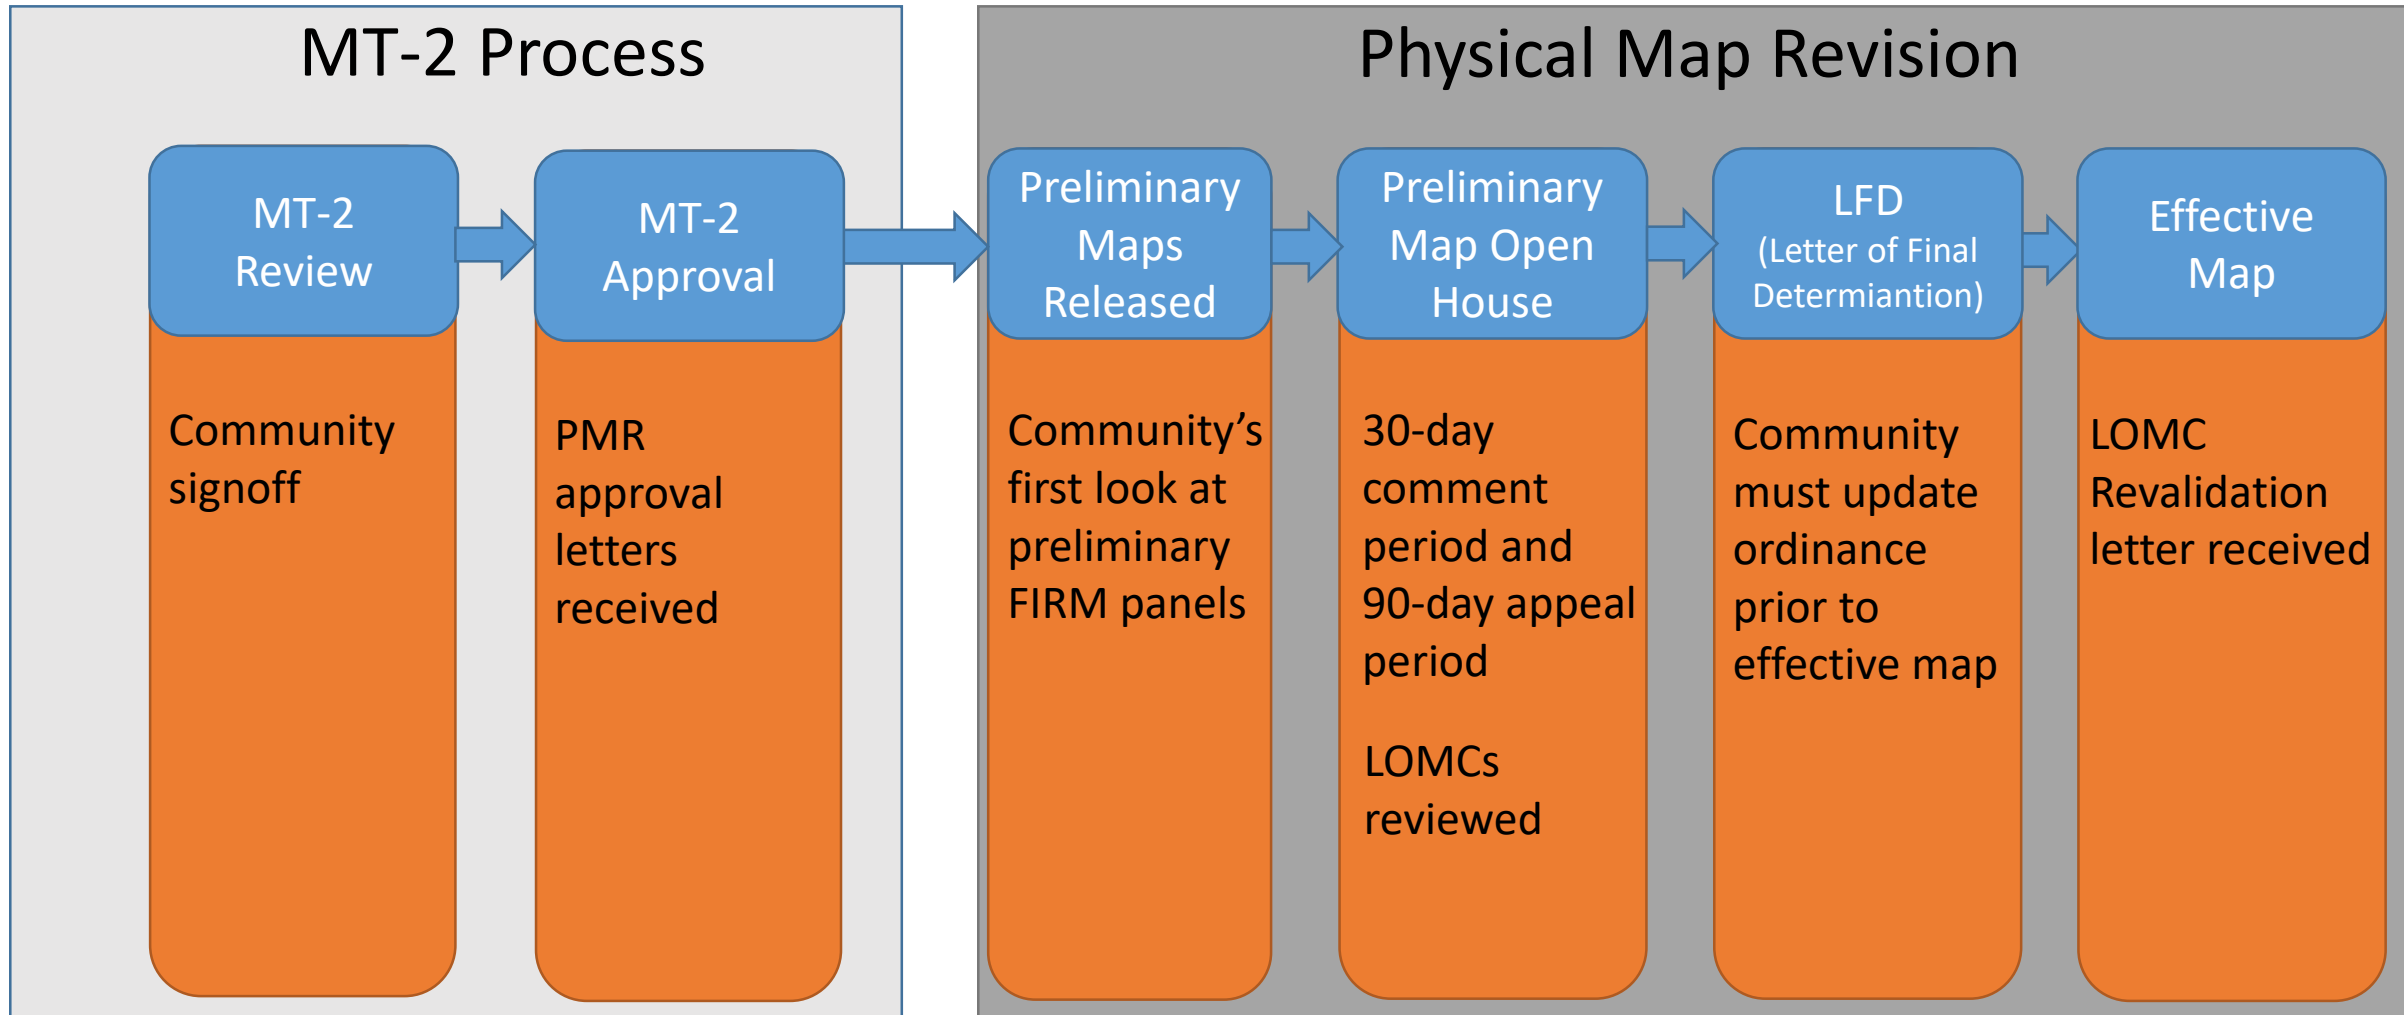 MT-2 Process
MT-2
Review
Community
signoff
MT-2
Approval
PMR
approval
letters
received
Physical Map Revision
Preliminary
Maps
Released
Community’s
first look at
preliminary
FIRM panels
Preliminary
Map Open
House
30-day
comment
period and
90-day appeal
period
LOMCs
reviewed
LFD
(Letter of Final
Determiantion)
Community
must update
ordinance
prior to
effective map
Effective
Map
LOMC
Revalidation
letter received